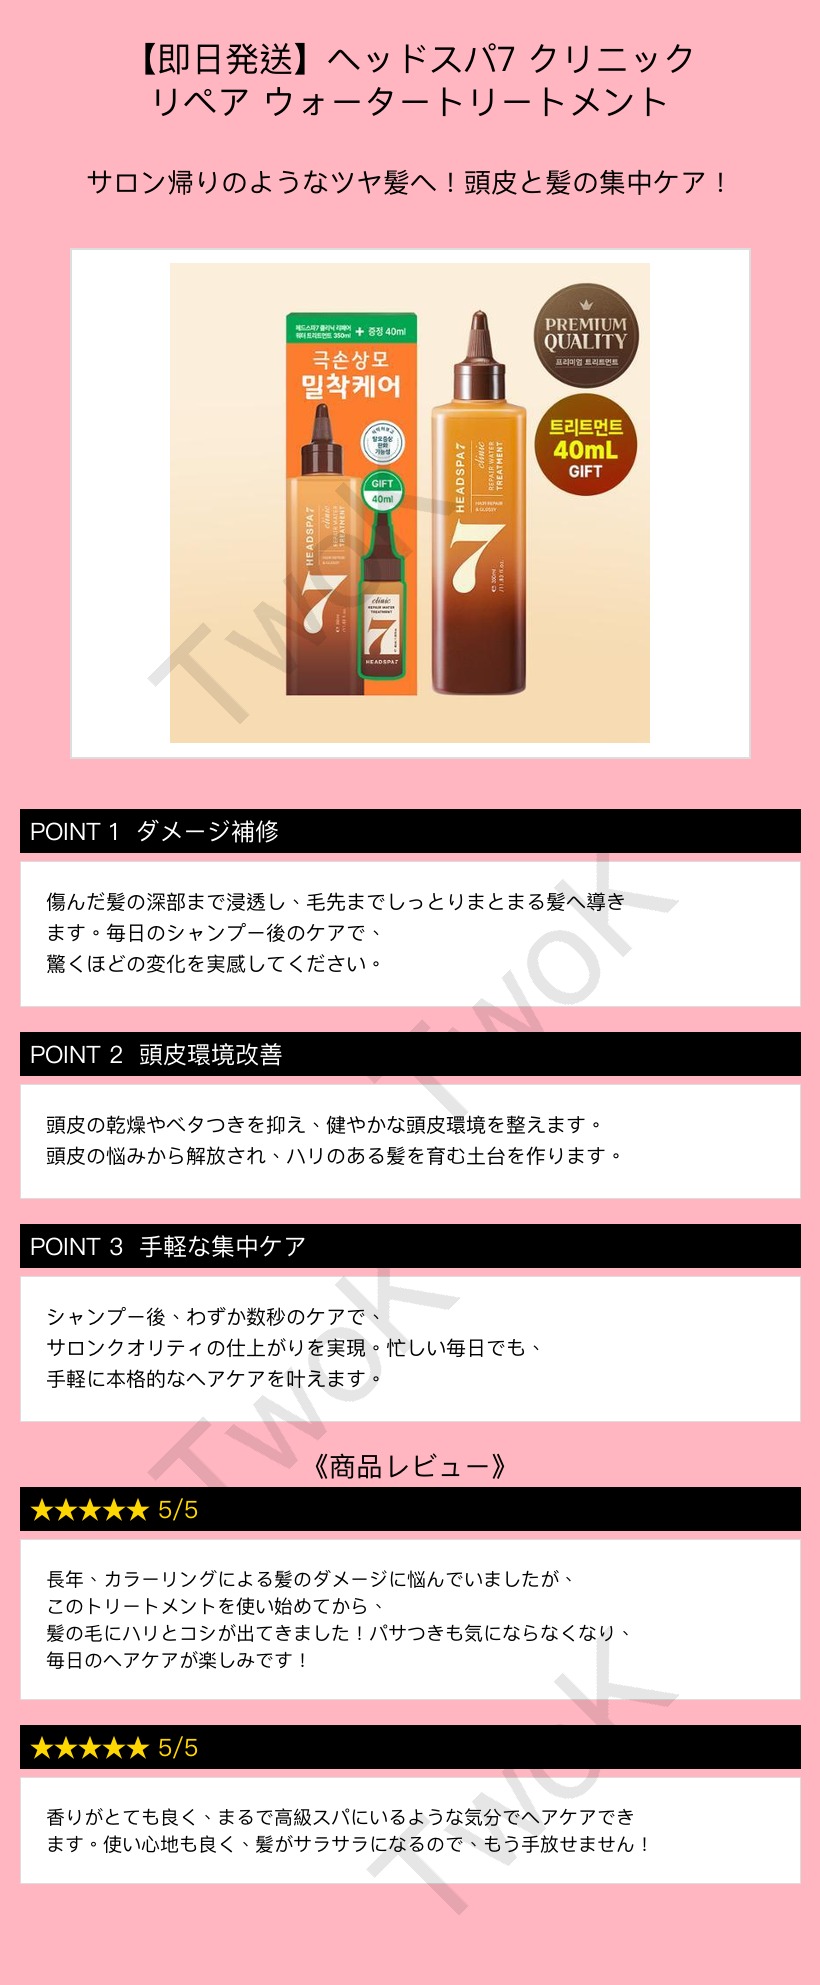 【即日発送】ヘッドスパ7 クリニック
リペア ウォータートリートメント
サロン帰りのようなツヤ髪へ！頭皮と髪の集中ケア！
헤드스파7 클리닉 리페어
워터 트리트먼트 350ml + 증정 40ml
극손상모
밀착케어
탈모증상
완화
기능성
GIFT
40ml
HEADSPA7
clinic
REPAIR WATER
TREATMENT
HAIR REPAIR
& GLOSSY
7
clinic
REPAIR WATER
TREATMENT
7
HEADSPA7
HEADSPA7
clinic
REPAIR WATER
TREATMENT
HAIR REPAIR
& GLOSSY
7
PREMIUM
QUALITY
프리미엄 트리트먼트
트리트먼트
40mL
GIFT
TwoK
POINT 1 ダメージ補修
傷んだ髪の深部まで浸透し、毛先までしっとりまとまる髪へ導き
ます。毎日のシャンプー後のケアで、
驚くほどの変化を実感してください。
TwoK
POINT 2 頭皮環境改善
頭皮の乾燥やベタつきを抑え、健やかな頭皮環境を整えます。
頭皮の悩みから解放され、ハリのある髪を育む土台を作ります。
POINT 3 手軽な集中ケア
シャンプー後、わずか数秒のケアで、
サロンクオリティの仕上がりを実現。忙しい毎日でも、
手軽に本格的なヘアケアを叶えます。
TwoK
《商品レビュー》
★★★★★ 5/5
長年、カラーリングによる髪のダメージに悩んでいましたが、
このトリートメントを使い始めてから、
髪の毛にハリとコシが出てきました！パサつきも気にならなくなり、
毎日のヘアケアが楽しみです！
★★★★★ 5/5
香りがとても良く、まるで高級スパにいるような気分でヘアケアでき
ます。使い心地も良く、髪がサラサラになるので、もう手放せません！
TwoK